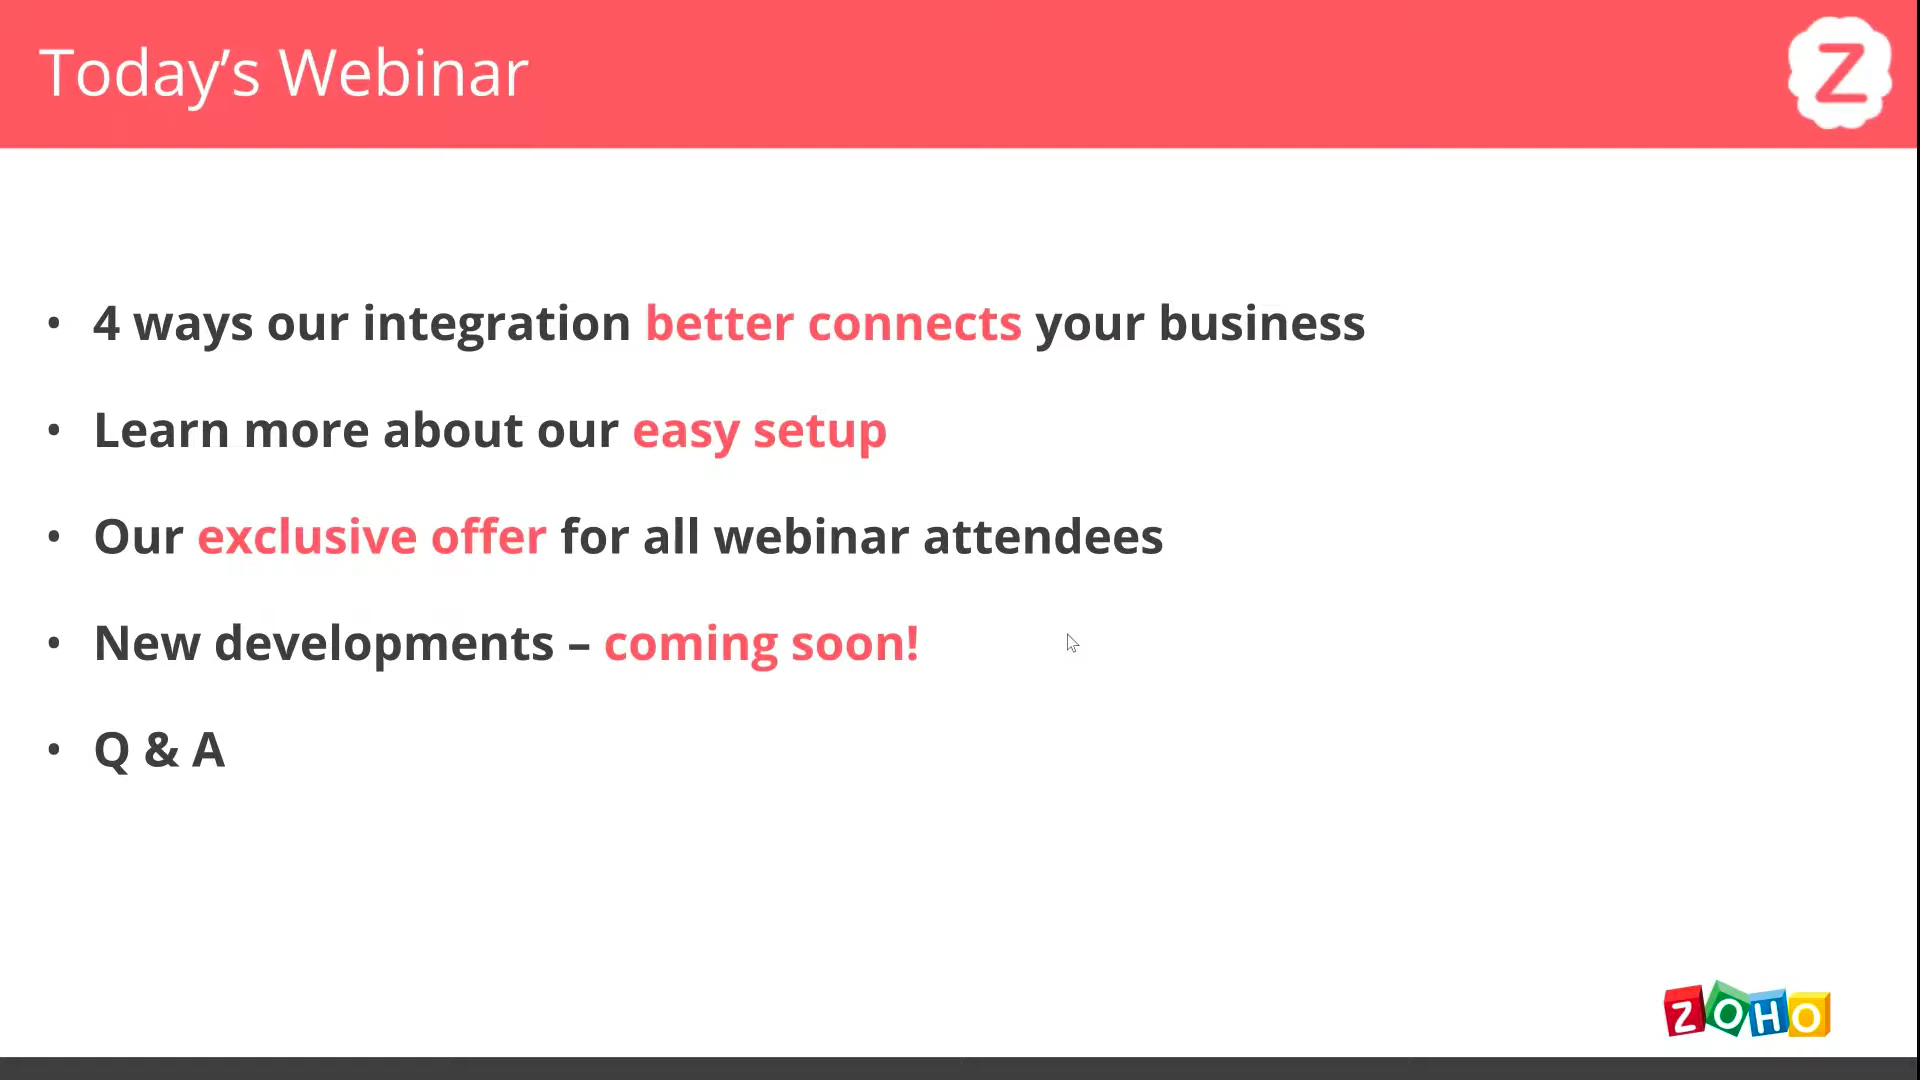 Today’s Webinar
Z
• 4 ways our integration better connects your business
• Learn more about our easy setup
• Our exclusive offer for all webinar attendees
• New developments – coming soon!
• Q & A
ZOHO